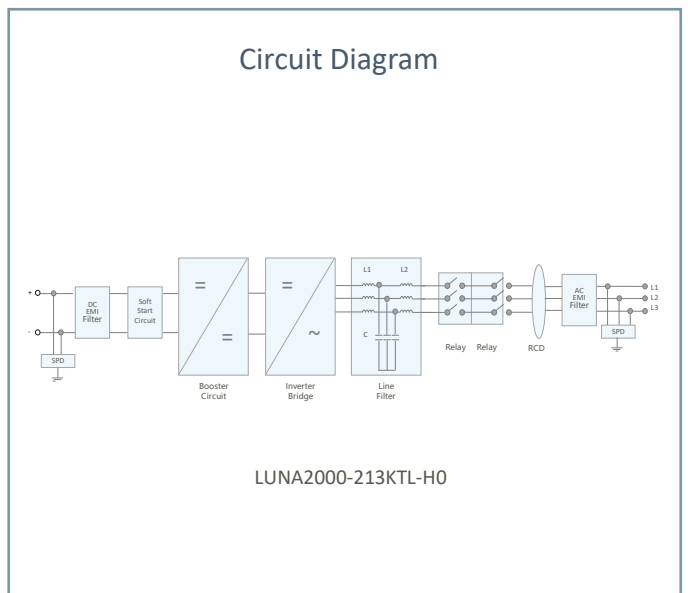 Circuit Diagram
+
-
SPD
DC
EMI
Filter
Soft
Start
Circuit
=
=
Booster
Circuit
=
~
Inverter
Bridge
L1 L2
C
Line
Filter
Relay Relay
RCD
AC
EMI
Filter
L1
L2
L3
SPD
LUNA2000-213KTL-H0